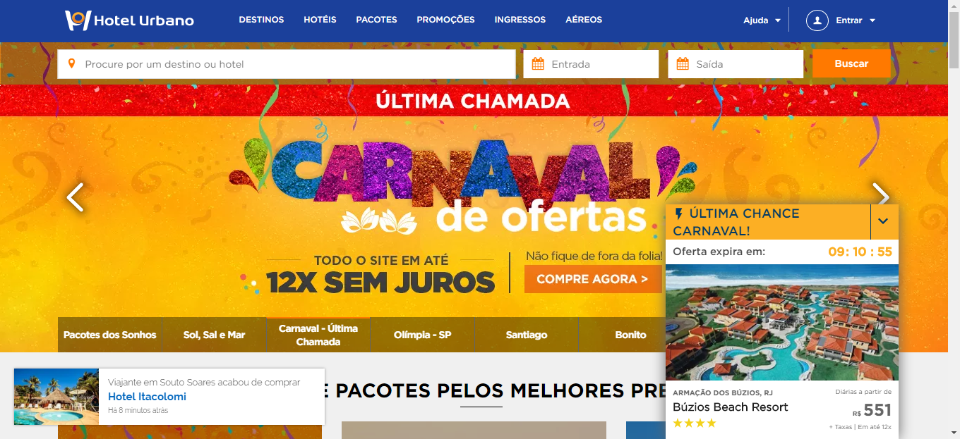 Hotel Urbano
DESTINOS HOTÉIS PACOTES PROMOÇÕES INGRESSOS AÉREOS
Ajuda Entrar
Procure por um destino ou hotel
Entrada
Saída
Buscar
ÚLTIMA CHAMADA
CARNAVAL
de ofertas
TODO O SITE EM ATÉ
12X SEM JUROS
Não fique de fora da folia!
COMPRE AGORA >
ÚLTIMA CHANCE
CARNAVAL!
Oferta expira em: 09: 10: 55
ARMAÇÃO DOS BÚZIOS, RJ
Búzios Beach Resort
Diárias a partir de
R$ 551
+ Taxas | Em até 12x
Pacotes dos Sonhos
Sol, Sal e Mar
Carnaval - Última
Chamada
Olímpia - SP
Santiago
Bonito
Viajante em Souto Soares acabou de comprar
Hotel Itacolomi
Há 8 minutos atrás
E PACOTES PELOS MELHORES PRE